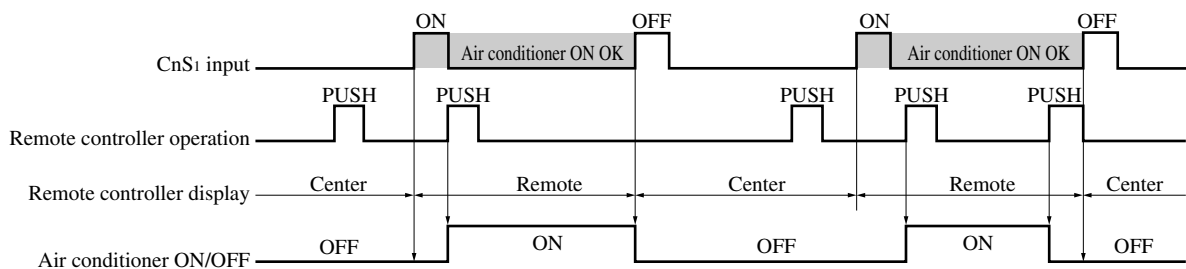 ON OFF ON OFF
CnS1 input Air conditioner ON OK Air conditioner ON OK
PUSH PUSH PUSH PUSH PUSH
Remote controller operation
Remote controller display Center Remote Center Remote Center
Air conditioner ON/OFF OFF ON OFF ON OFF